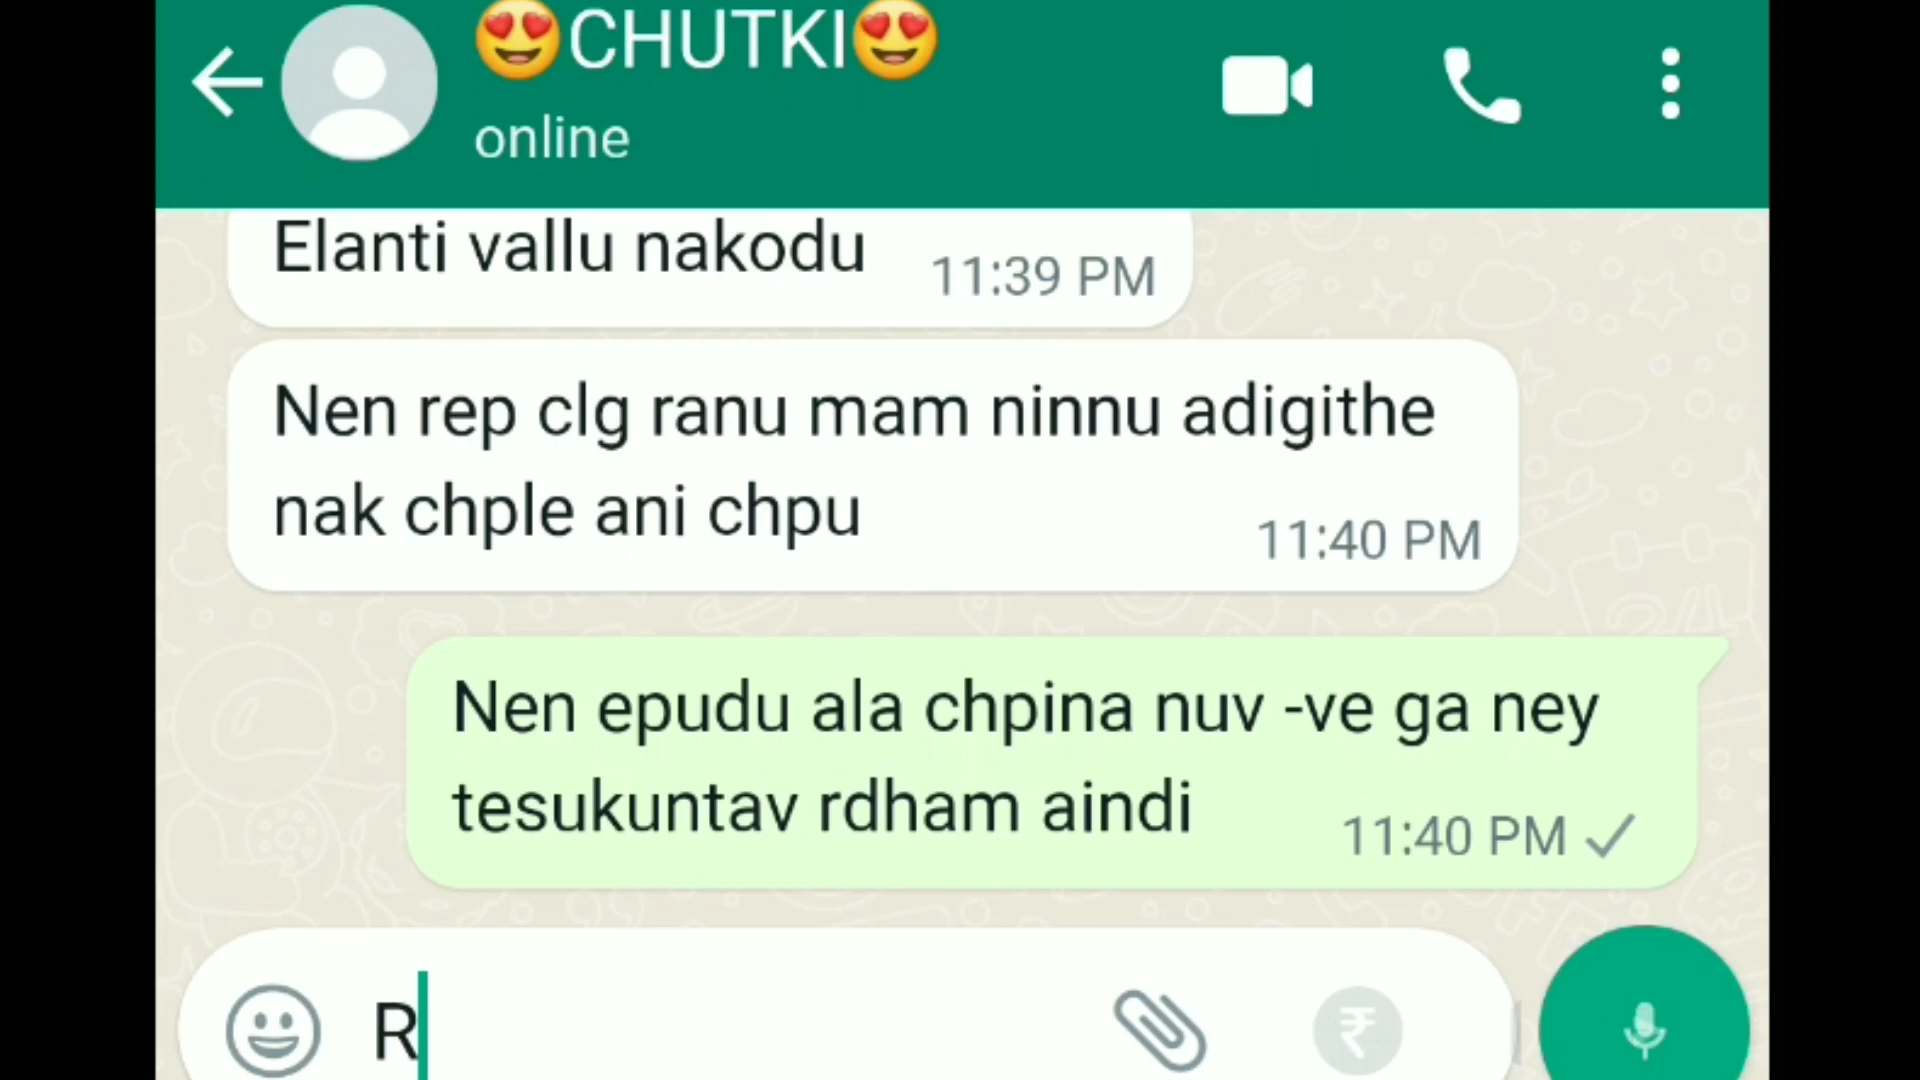 😍CHUTKI😍
online
Elanti vallu nakodu
11:39 PM
Nen rep clg ranu mam ninnu adigithe
nak chple ani chpu
11:40 PM
Nen epudu ala chpina nuv -ve ga ney
tesukuntav rdham aindi
11:40 PM
R
₹